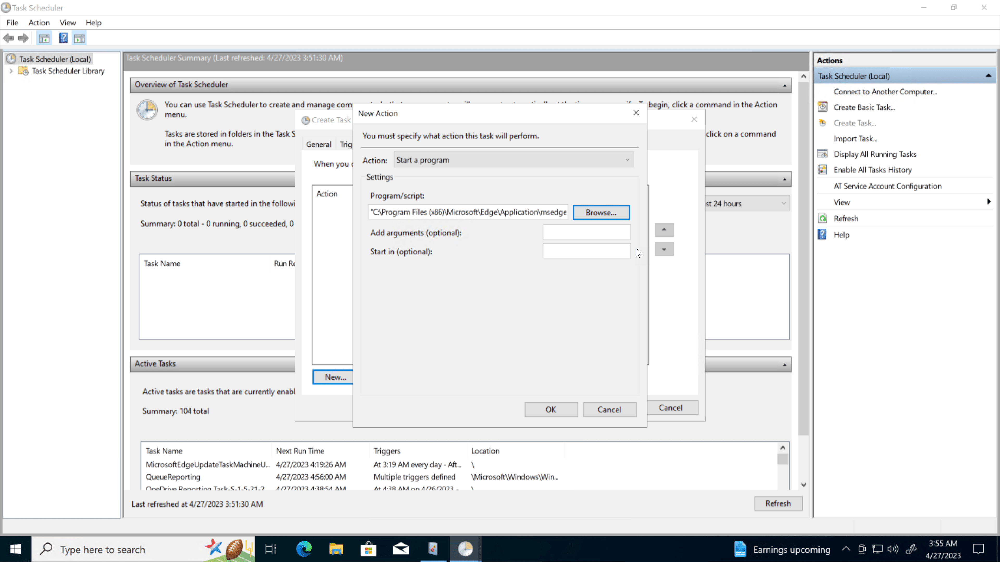 Task Scheduler
File Action View Help
Task Scheduler (Local)
Task Scheduler Library
Task Scheduler Summary (Last refreshed: 4/27/2023 3:51:30 AM)
Overview of Task Scheduler
You can use Task Scheduler to create and manage com
begin, click a command in the Action
menu.
Tasks are stored in folders in the Task S
click on a command
in the Action menu.
Task Status
Status of tasks that have started in the followi
st 24 hours
Summary: 0 total - 0 running, 0 succeeded, 0
Task Name Run Re
Active Tasks
Active tasks are tasks that are currently enabl
Summary: 104 total
Task Name Next Run Time Triggers Location
MicrosoftEdgeUpdateTaskMachineU... 4/27/2023 4:19:26 AM At 3:19 AM every day - Aft... \
QueueReporting 4/27/2023 4:56:00 AM Multiple triggers defined \Microsoft\Windows\Win...
OneDrive Reporting Task-S-1-5-21-2 4/27/2023 4:38:54 AM At 4:38 AM on 4/26/2023 - \
Last refreshed at 4/27/2023 3:51:30 AM
Refresh
Create Task
General Trig
When you c
Action
New...
Cancel
New Action
You must specify what action this task will perform.
Action: Start a program
Settings
Program/script:
"C:\Program Files (x86)\Microsoft\Edge\Application\msedge
Browse...
Add arguments (optional):
Start in (optional):
OK Cancel
Actions
Task Scheduler (Local)
Connect to Another Computer...
Create Basic Task...
Create Task...
Import Task...
Display All Running Tasks
Enable All Tasks History
AT Service Account Configuration
View
Refresh
Help
Type here to search
Earnings upcoming
3:55 AM
4/27/2023